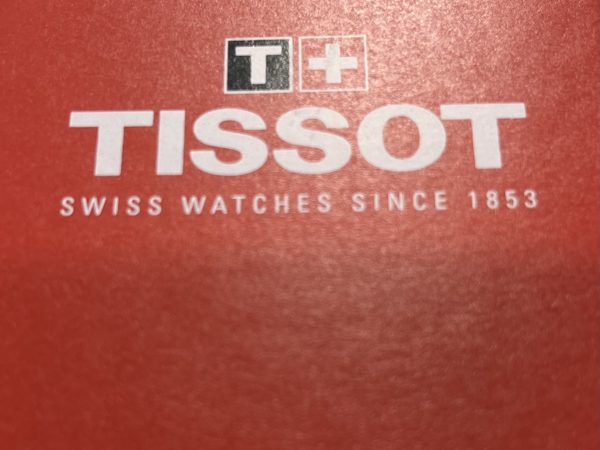 T+
TISSOT
SWISS WATCHES SINCE 1853